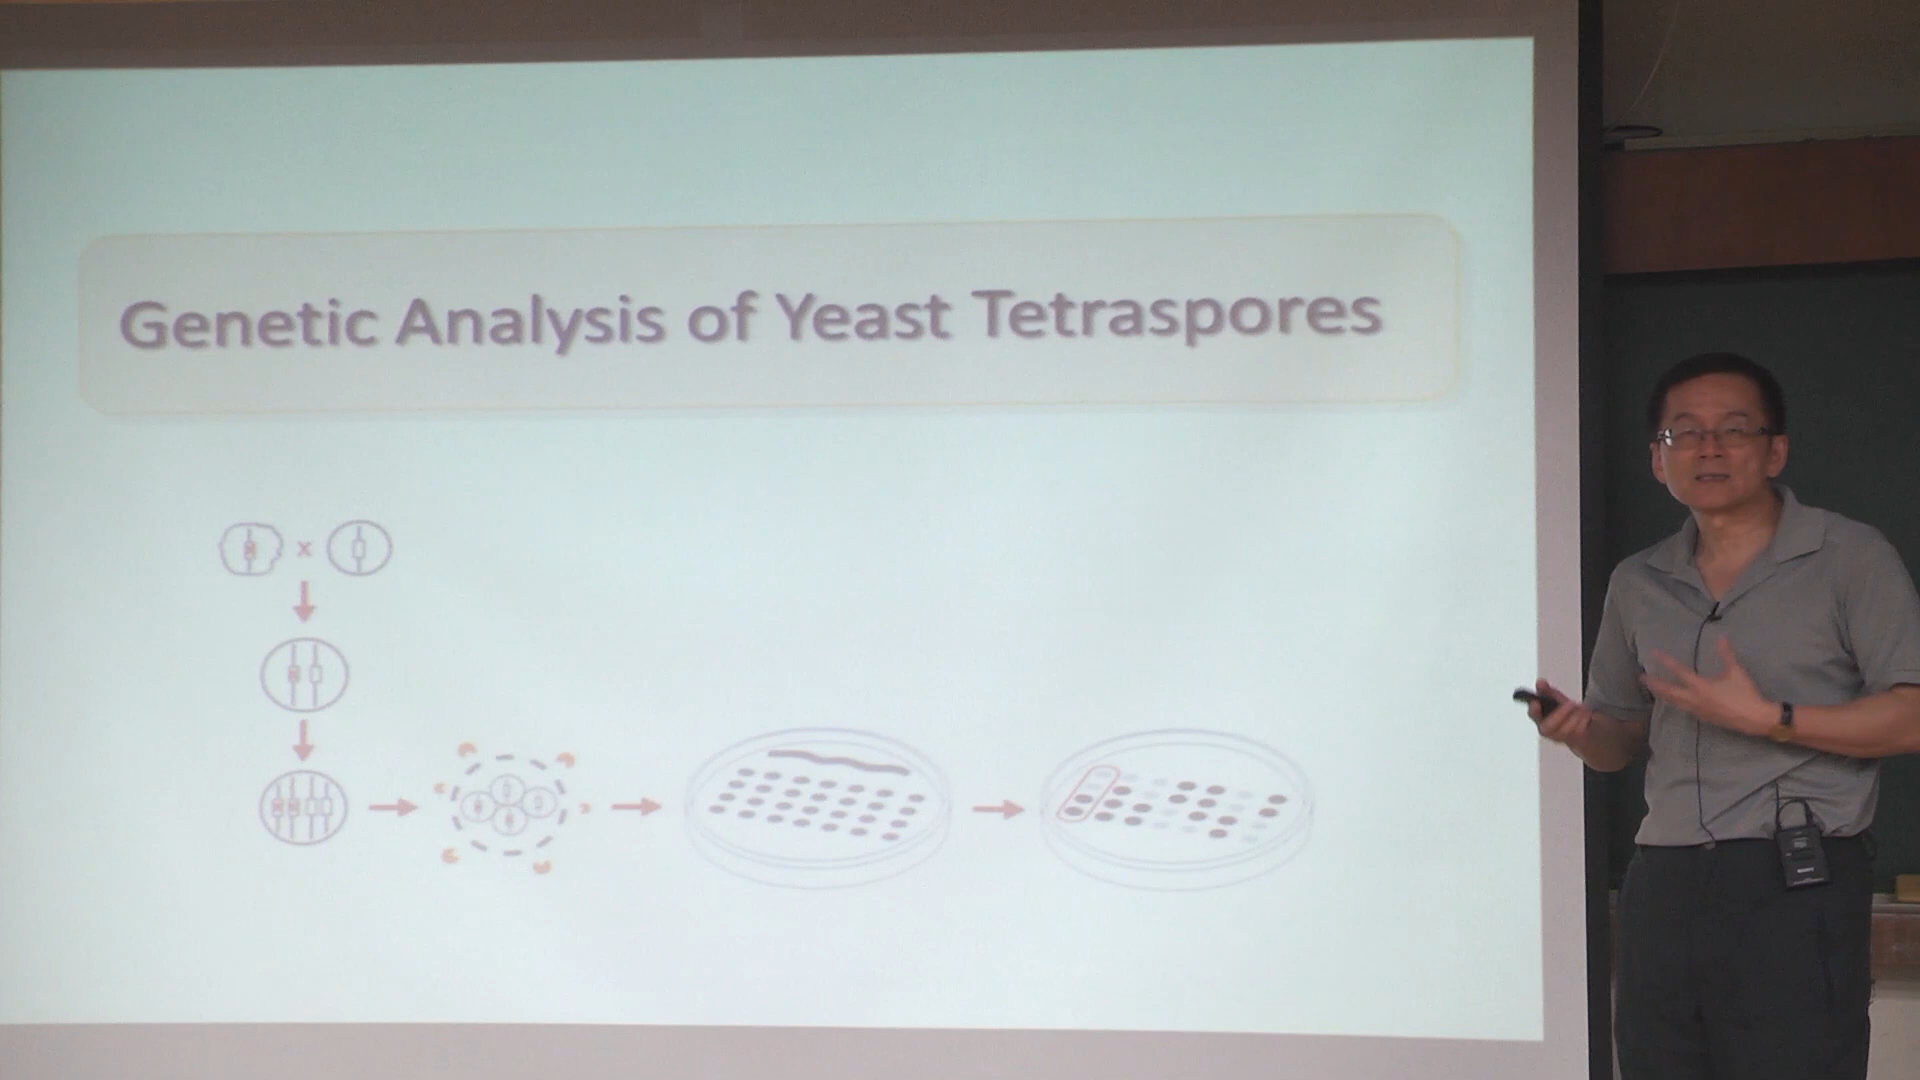 Genetic Analysis of Yeast Tetraspores
x